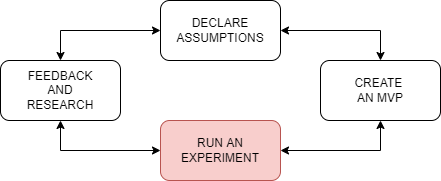 DECLARE
ASSUMPTIONS
FEEDBACK
AND
RESEARCH
CREATE
AN MVP
RUN AN
EXPERIMENT